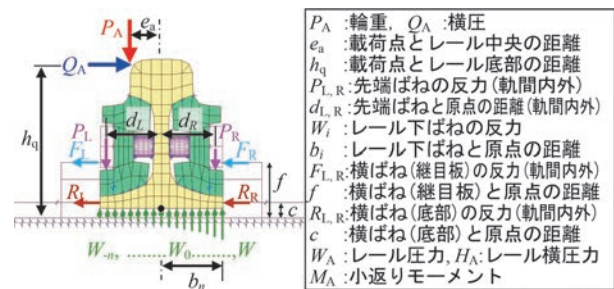 P_A
e_a
Q_A
h_q
d_L
d_R
P_L
P_R
F_L
F_R
f
R_L
R_R
c
W_-n, ............W_0.........,W
b_n
P_A :輪重, Q_A :横圧
e_a :載荷点とレール中央の距離
h_q :載荷点とレール底部の距離
P_L, R :先端ばねの反力(軌間内外)
d_L, R :先端ばねと原点の距離(軌間内外)
W_i :レール下ばねの反力
b_i :レール下ばねと原点の距離
F_L, R :横ばね(継目板)の反力(軌間内外)
f :横ばね(継目板)と原点の距離
R_L, R :横ばね(底部)の反力(軌間内外)
c :横ばね(底部)と原点の距離
W_A :レール圧力, H_A:レール横圧力
M_A :小返りモーメント